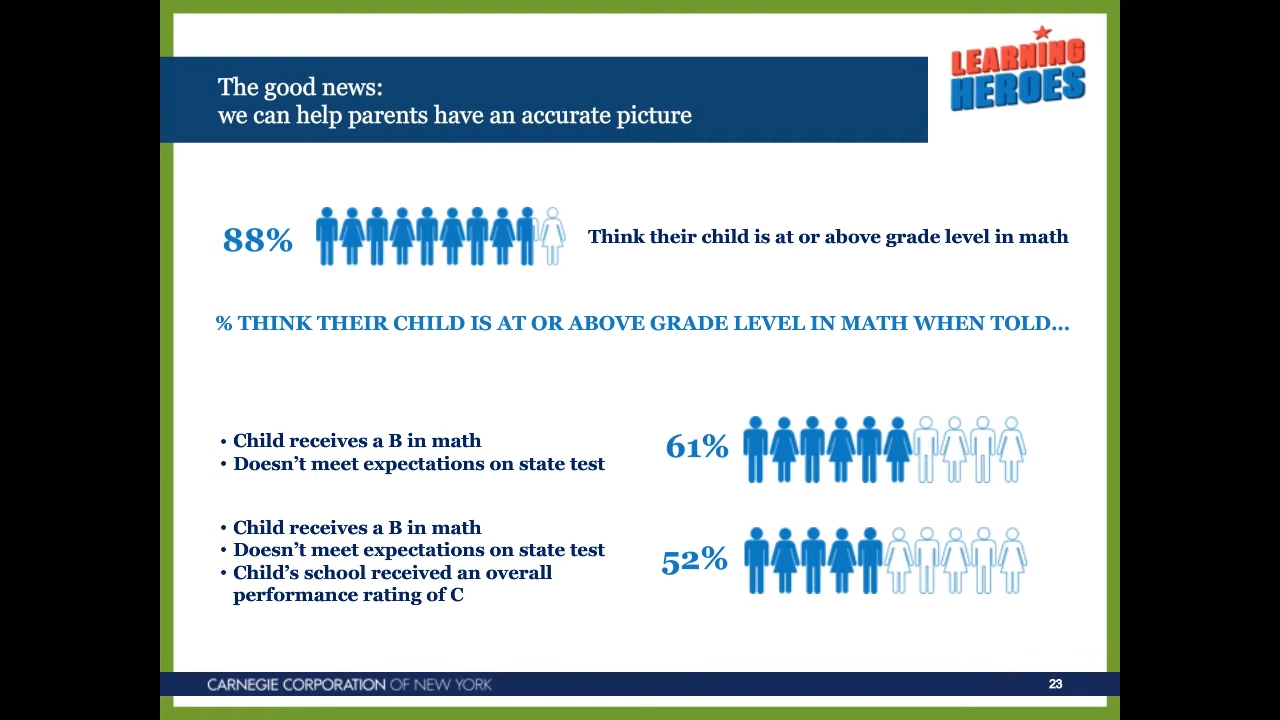 The good news:
we can help parents have an accurate picture
LEARNING
HEROES
88%
Think their child is at or above grade level in math
% THINK THEIR CHILD IS AT OR ABOVE GRADE LEVEL IN MATH WHEN TOLD...
• Child receives a B in math
• Doesn’t meet expectations on state test
61%
• Child receives a B in math
• Doesn’t meet expectations on state test
• Child’s school received an overall
performance rating of C
52%
CARNEGIE CORPORATION OF NEW YORK
23